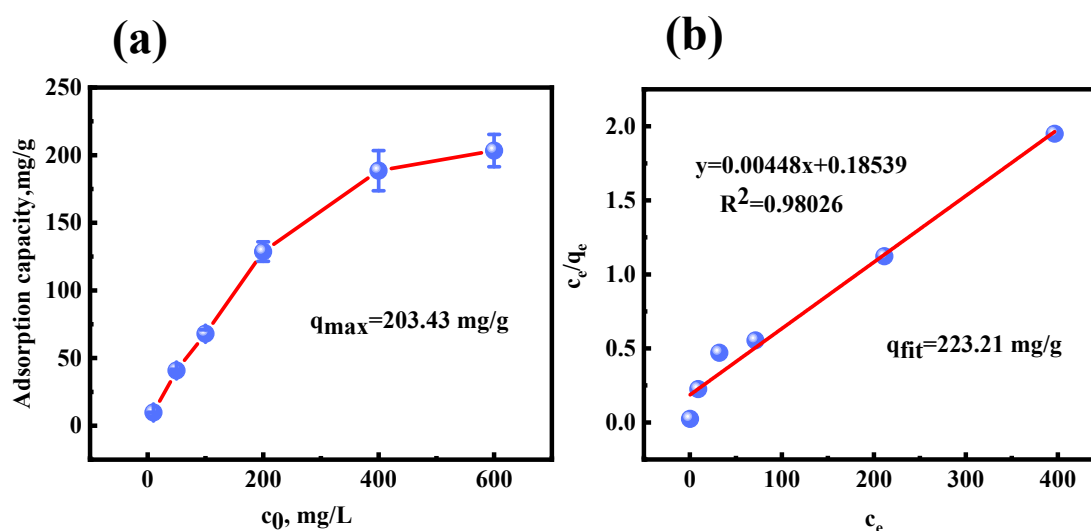 (a)
Adsorption capacity,mg/g
250
200
150
100
50
0
qmax=203.43 mg/g
0 200 400 600
c0, mg/L
(b)
ce/qe
2.0
1.5
1.0
0.5
0.0
y=0.00448x+0.18539
R2=0.98026
qfit=223.21 mg/g
0 100 200 300 400
ce